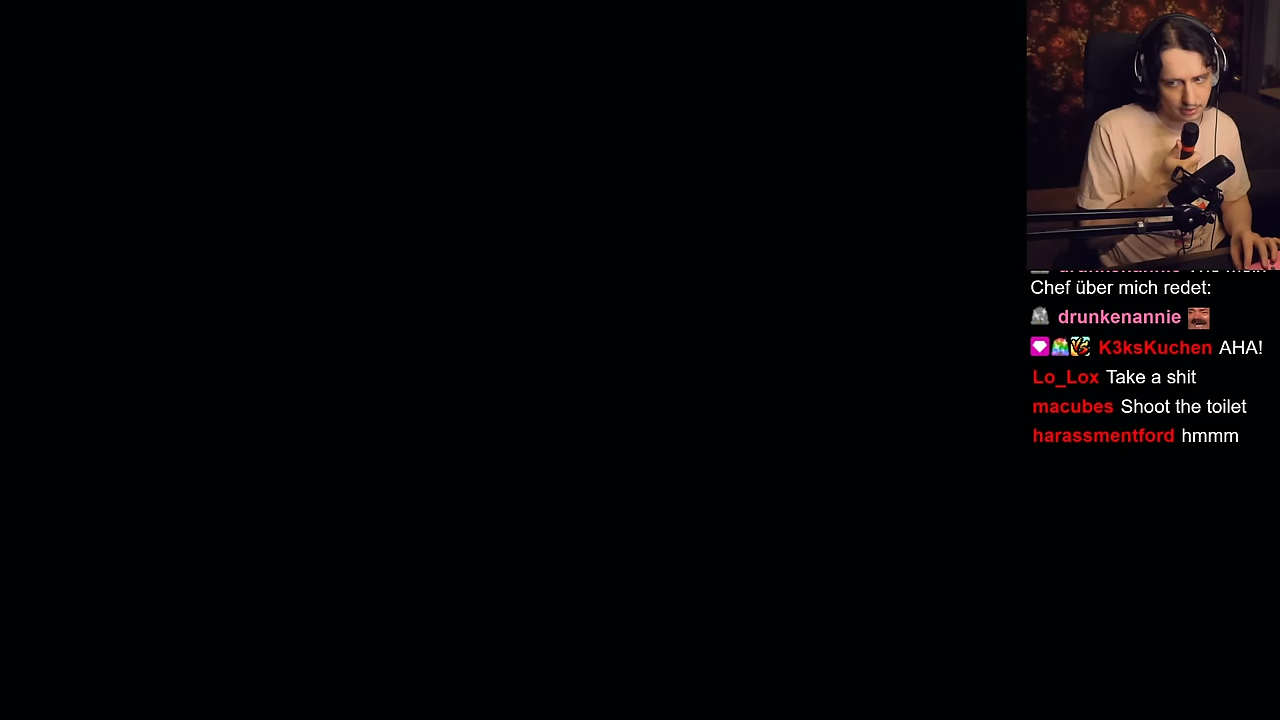 Chef über mich redet:
drunkenannie
K3ksKuchen AHA!
Lo_Lox Take a shit
macubes Shoot the toilet
harassmentford hmmm